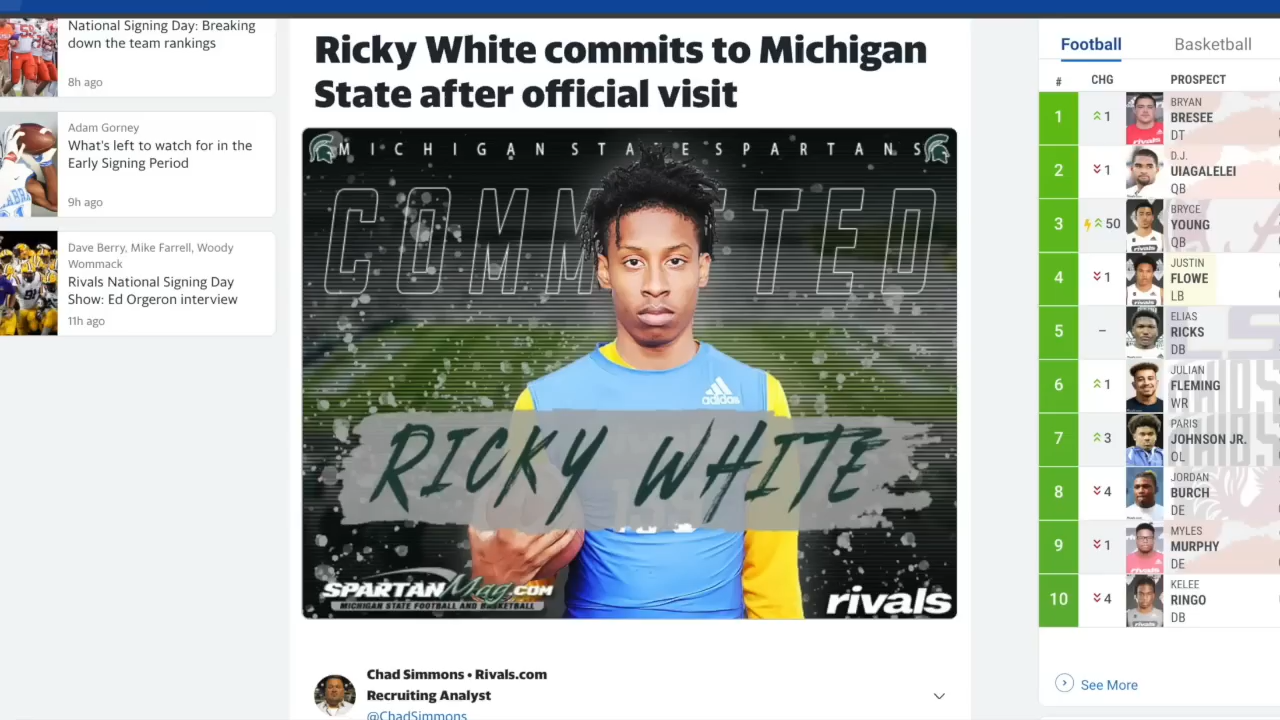 National Signing Day: Breaking
down the team rankings
8h ago
Adam Gorney
What's left to watch for in the
Early Signing Period
9h ago
Dave Berry, Mike Farrell, Woody
Wommack
Rivals National Signing Day
Show: Ed Orgeron interview
11h ago
Ricky White commits to Michigan
State after official visit
MICHIGAN STATE SPARTANS
COMMITTED
adidas
RICKY WHITE
SPARTANMag.COM
MICHIGAN STATE FOOTBALL AND BASKETBALL
rivals
Chad Simmons • Rivals.com
Recruiting Analyst
@ChadSimmons
Football Basketball
# CHG PROSPECT
1 1 BRYAN
BRESEE
DT
2 1 D.J.
UIAGALELEI
QB
3 50 BRYCE
YOUNG
QB
4 1 JUSTIN
FLOWE
LB
5 – ELIAS
RICKS
DB
6 1 JULIAN
FLEMING
WR
7 3 PARIS
JOHNSON JR.
OL
8 4 JORDAN
BURCH
DE
9 1 MYLES
MURPHY
DE
10 4 KELEE
RINGO
DB
See More